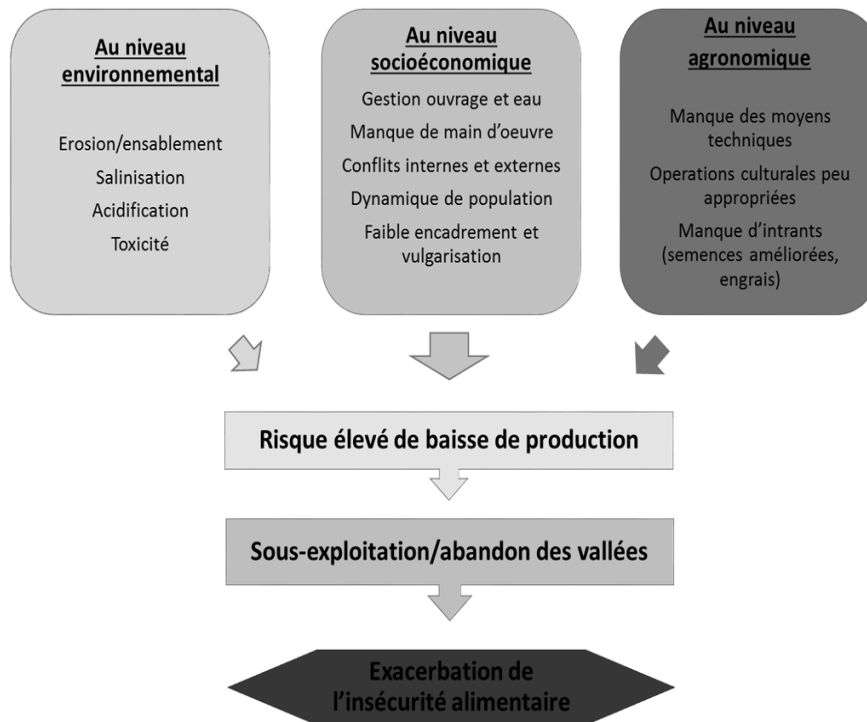 Au niveau
environnemental
Erosion/ensablement
Salinisation
Acidification
Toxicité
Au niveau
socioéconomique
Gestion ouvrage et eau
Manque de main d'oeuvre
Conflits internes et externes
Dynamique de population
Faible encadrement et
vulgarisation
Au niveau
agronomique
Manque des moyens
techniques
Operations culturales peu
appropriées
Manque d'intrants
(semences améliorées,
engrais)
Risque élevé de baisse de production
Sous-exploitation/abandon des vallées
Exacerbation de
l'insécurité alimentaire